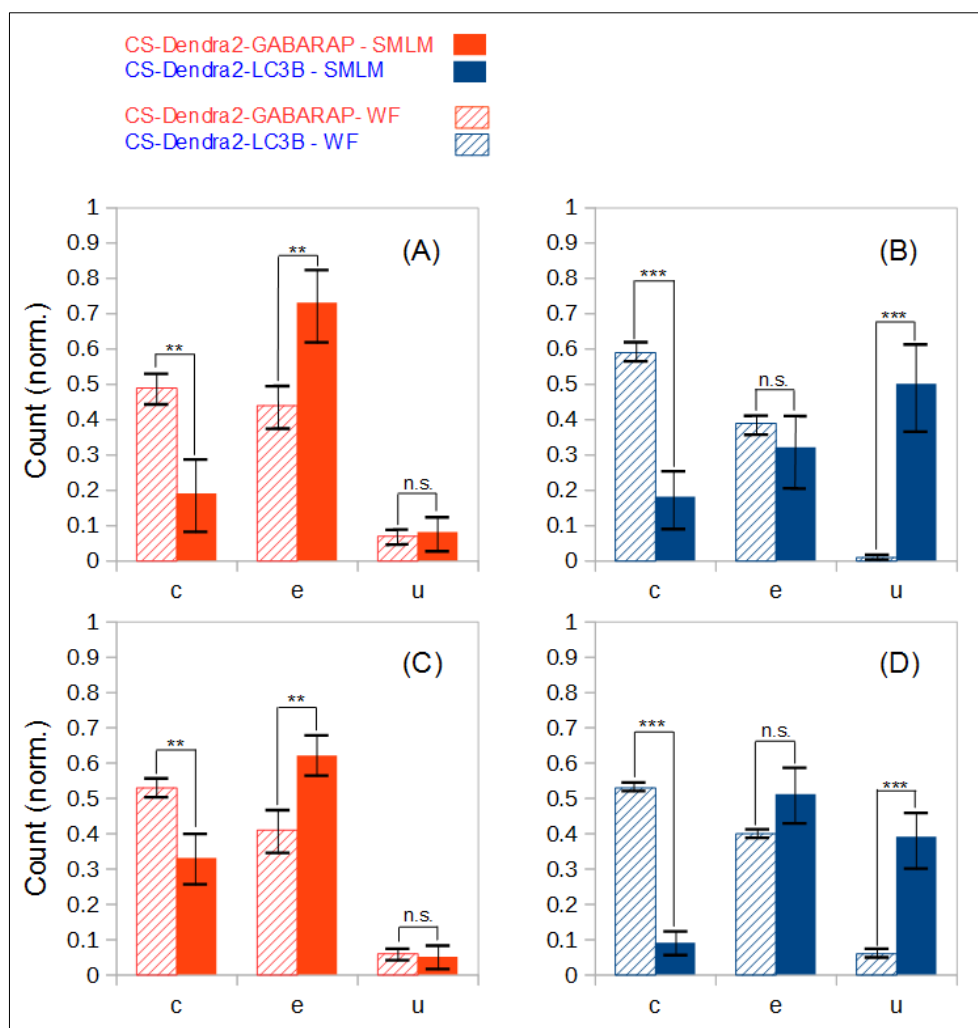 CS-Dendra2-GABARAP - SMLM
CS-Dendra2-LC3B - SMLM
CS-Dendra2-GABARAP- WF
CS-Dendra2-LC3B - WF
Count (norm.)
1
0.9
0.8
0.7
0.6
0.5
0.4
0.3
0.2
0.1
0
(A)
**
**
n.s.
c e u
1
0.9
0.8
0.7
0.6
0.5
0.4
0.3
0.2
0.1
0
(B)
***
n.s.
***
c e u
Count (norm.)
1
0.9
0.8
0.7
0.6
0.5
0.4
0.3
0.2
0.1
0
(C)
**
**
n.s.
c e u
1
0.9
0.8
0.7
0.6
0.5
0.4
0.3
0.2
0.1
0
(D)
***
n.s.
***
c e u